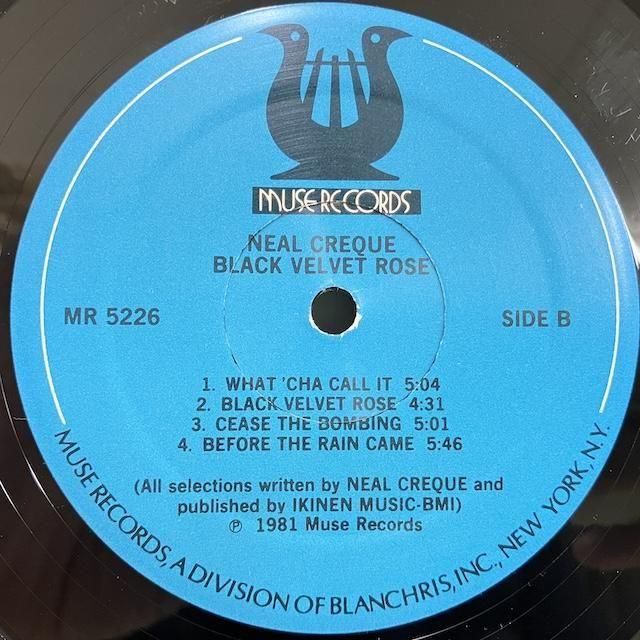 MUSE RECORDS
NEAL CREQUE
BLACK VELVET ROSE
MR 5226
SIDE B
1. WHAT 'CHA CALL IT 5:04
2. BLACK VELVET ROSE 4:31
3. CEASE THE BOMBING 5:01
4. BEFORE THE RAIN CAME 5:46
(All selections written by NEAL CREQUE and
published by IKINEN MUSIC-BMI)
℗ 1981 Muse Records
MUSE RECORDS, A DIVISION OF BLANCHRIS, INC., NEW YORK, N.Y.